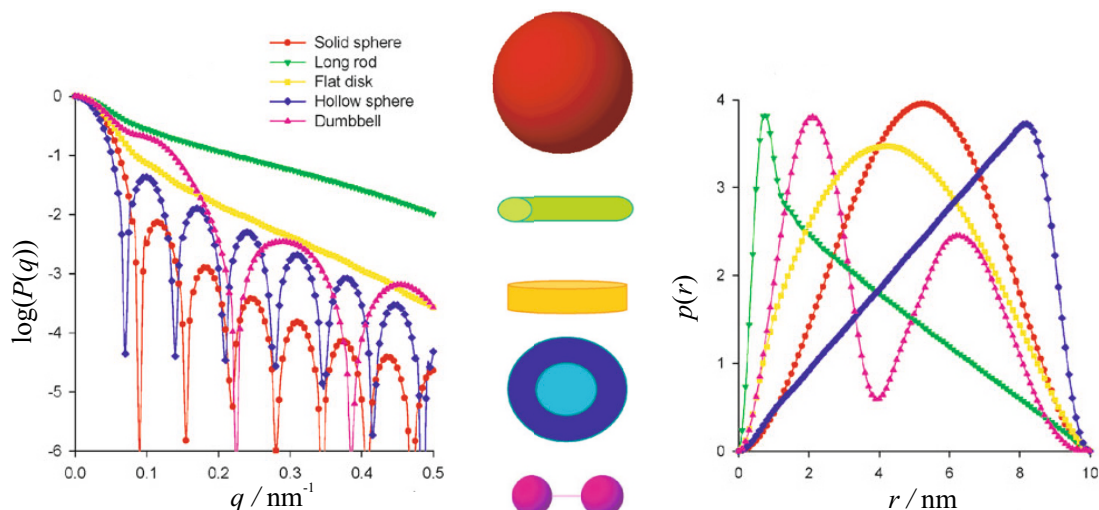 Solid sphere
Long rod
Flat disk
Hollow sphere
Dumbbell
log(P(q))
0
-1
-2
-3
-4
-5
-6
0.0 0.1 0.2 0.3 0.4 0.5
q / nm⁻¹
p(r)
4
3
2
1
0
0 2 4 6 8 10
r / nm